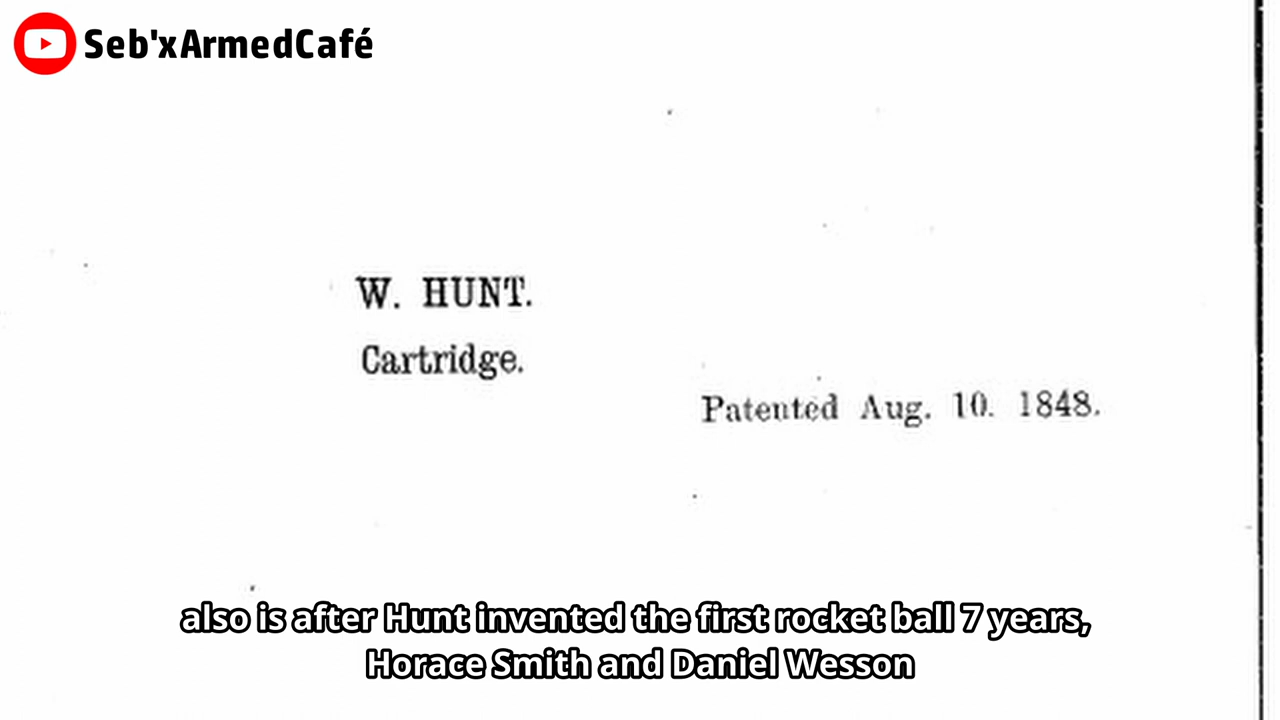 Seb'xArmedCafé
W. HUNT.
Cartridge.
Patented Aug. 10. 1848.
also is after Hunt invented the first rocket ball 7 years,
Horace Smith and Daniel Wesson